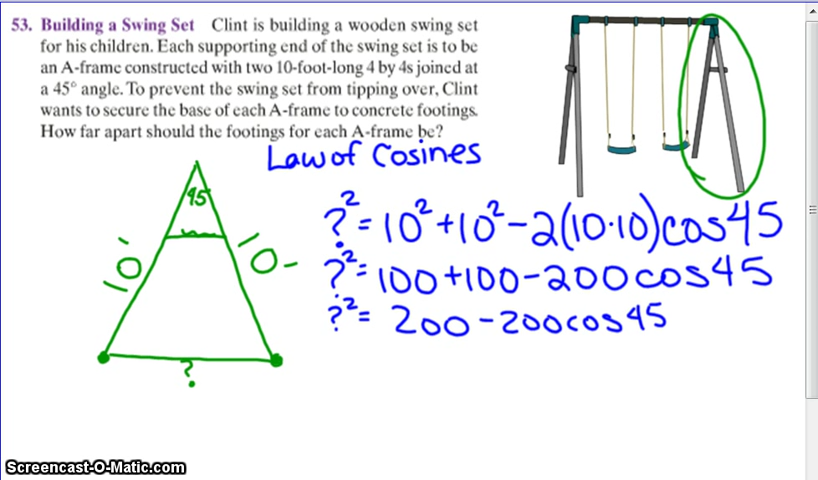 53. Building a Swing Set Clint is building a wooden swing set
for his children. Each supporting end of the swing set is to be
an A-frame constructed with two 10-foot-long 4 by 4s joined at
a 45° angle. To prevent the swing set from tipping over, Clint
wants to secure the base of each A-frame to concrete footings.
How far apart should the footings for each A-frame be?
Law of Cosines
45
10'
10'
?
?² = 10² + 10² - 2(10·10)cos45
?² = 100 + 100 - 200cos45
?² = 200 - 200cos45
Screencast-O-Matic.com